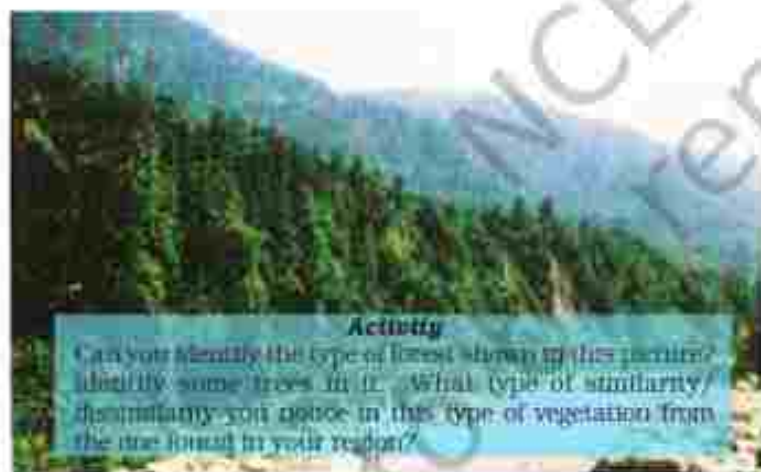 NCE
Activity
Can you identify the type of forest shown in this picture?
Identify some trees in it. What type of similarity/
dissimilarity you notice in this type of vegetation from
the one found in your region?